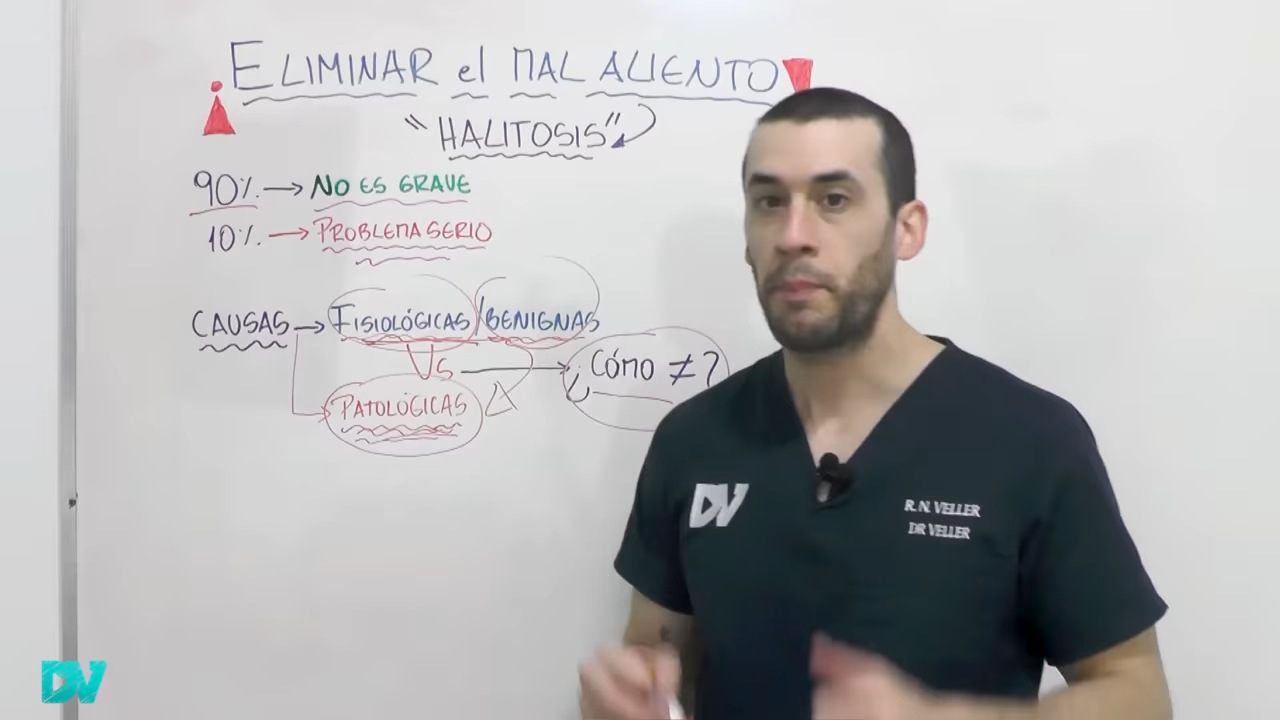 ¡ELIMINAR el MAL ALIENTO!
"HALITOSIS"
90% → NO ES GRAVE
10% → PROBLEMA SERIO
CAUSAS → FISIOLÓGICAS / BENIGNAS
VS → ¿CÓMO ≠?
PATOLÓGICAS
DV
R.N. VELLER
DR VELLER
DV